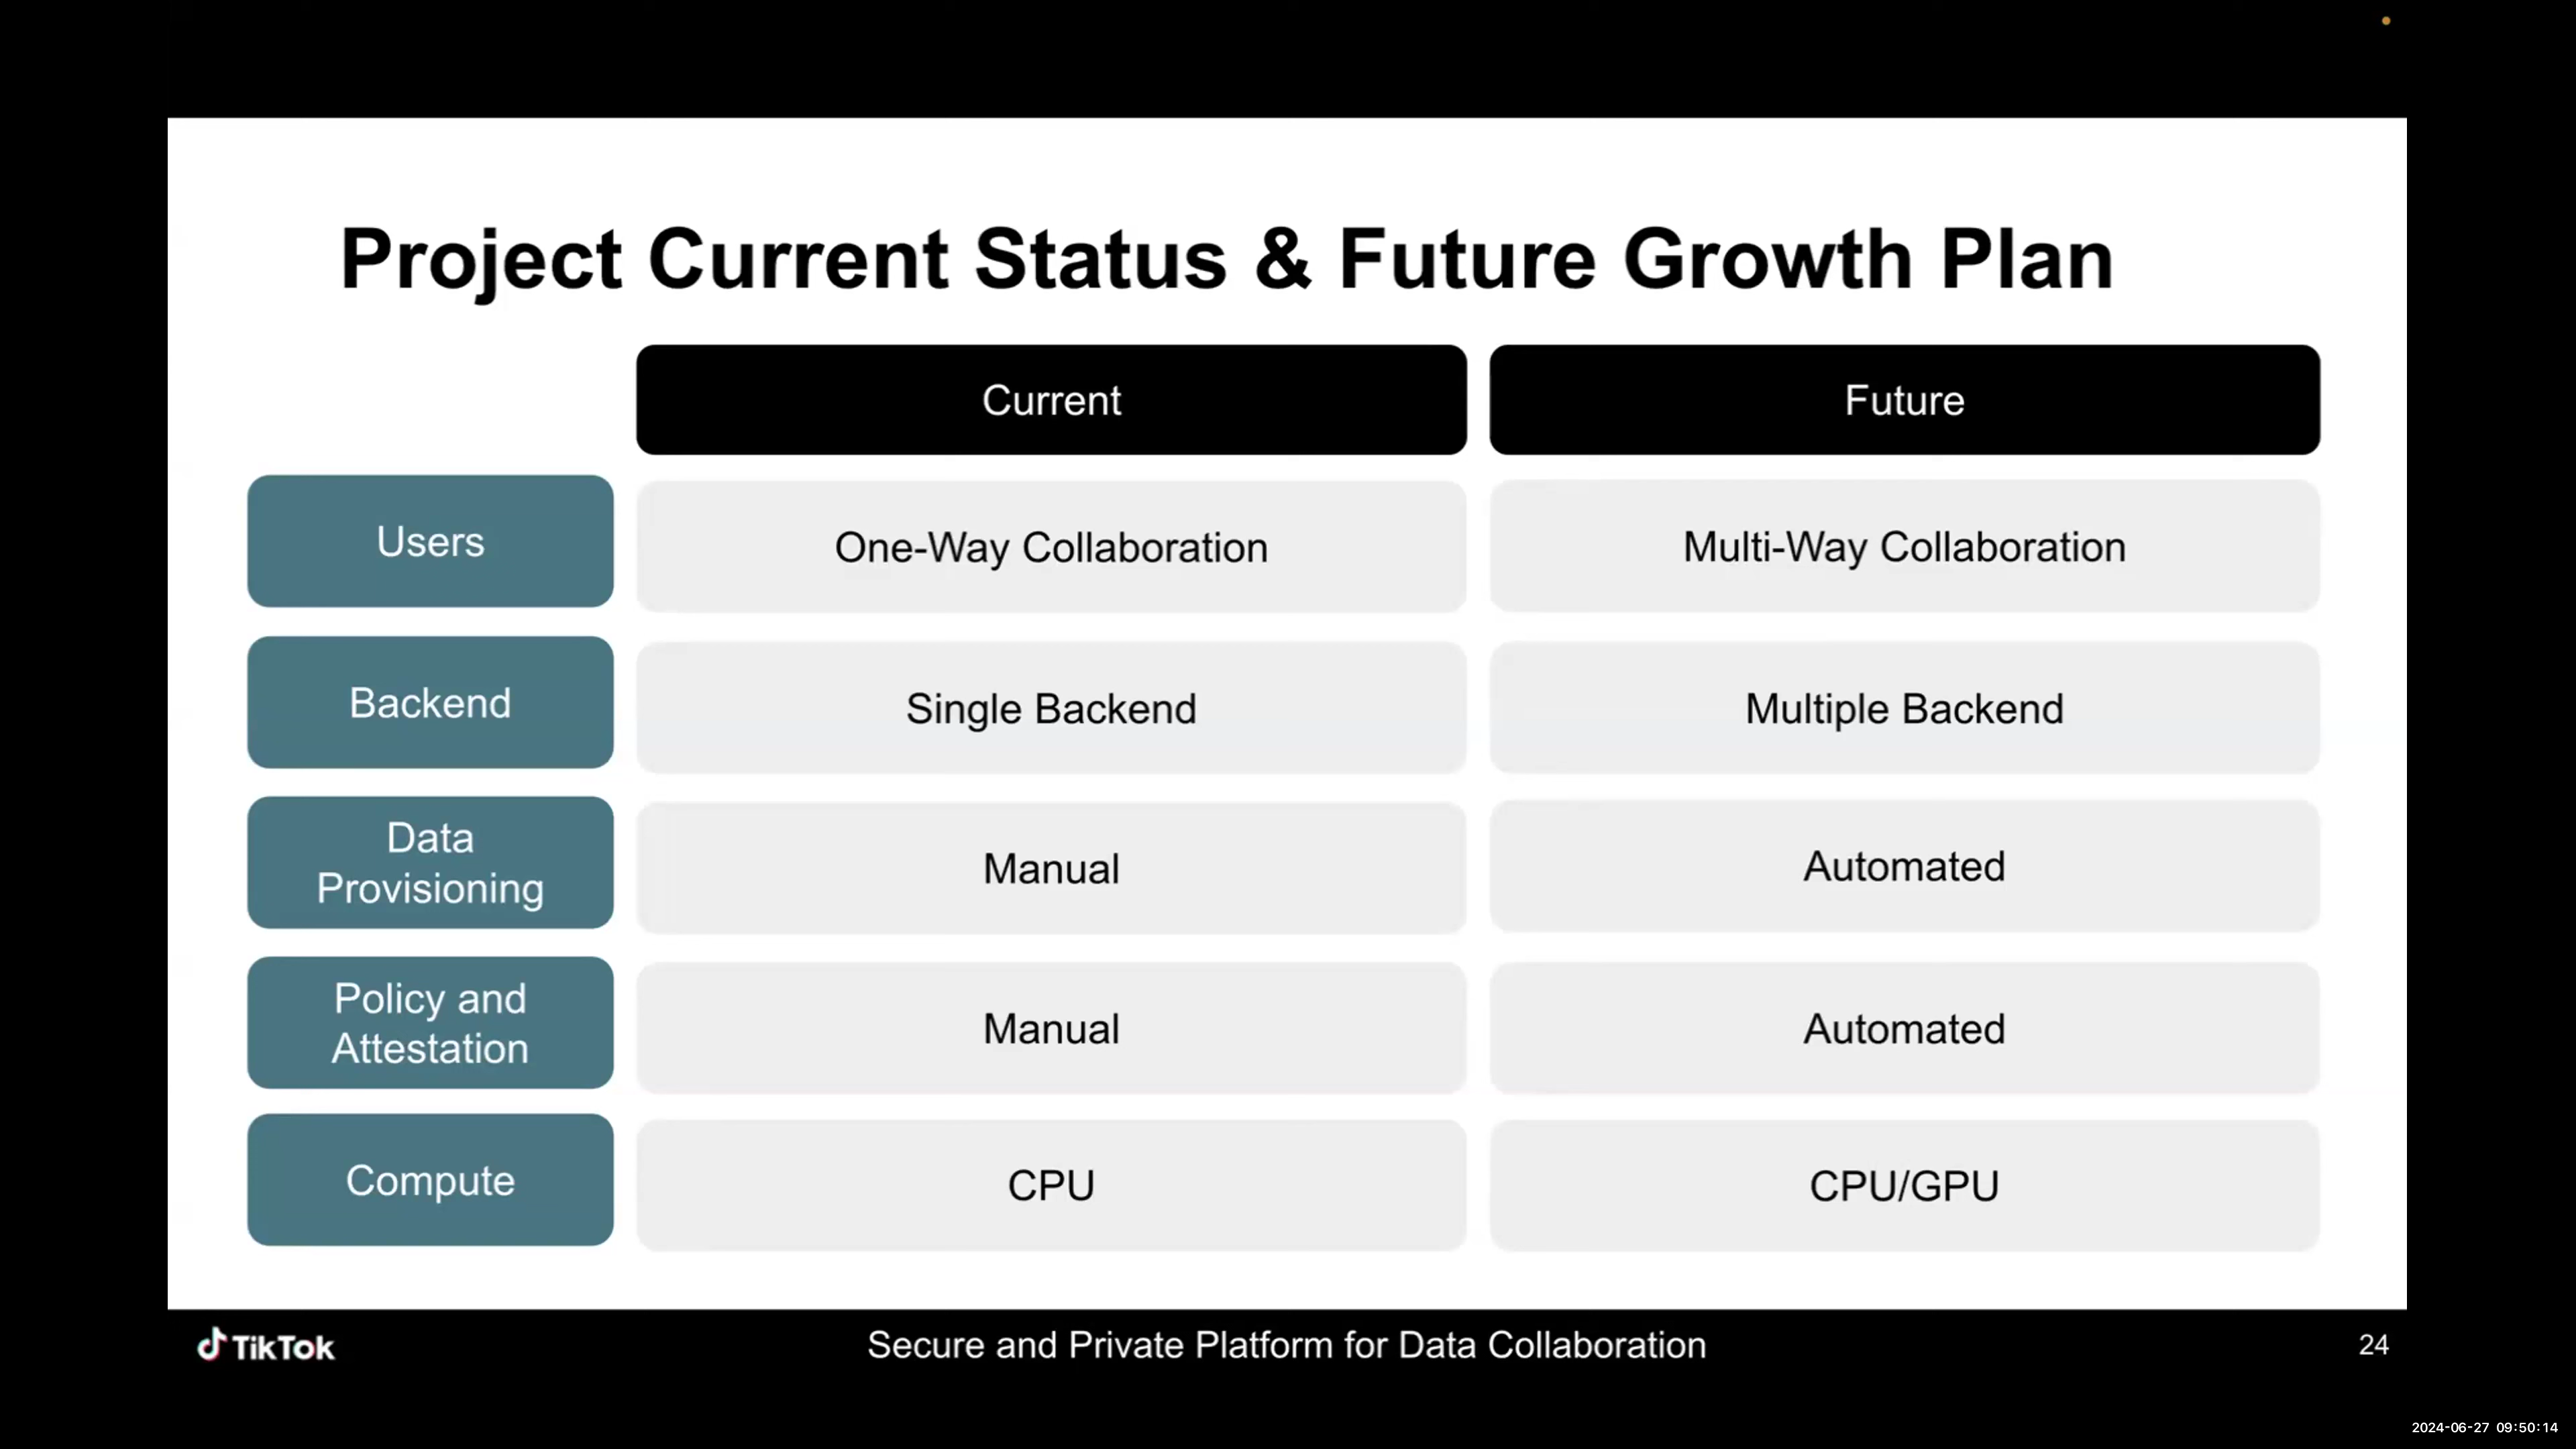 Project Current Status & Future Growth Plan
Current
Future
Users
One-Way Collaboration
Multi-Way Collaboration
Backend
Single Backend
Multiple Backend
Data
Provisioning
Manual
Automated
Policy and
Attestation
Manual
Automated
Compute
CPU
CPU/GPU
TikTok
Secure and Private Platform for Data Collaboration
24
2024-06-27 09:50:14